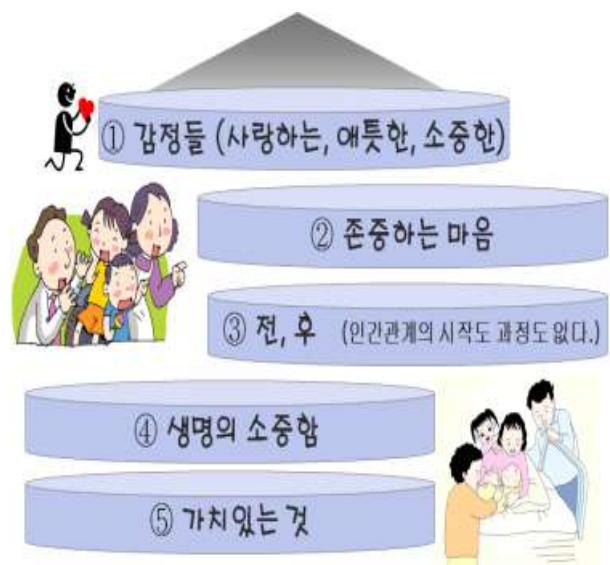 ① 감정들 (사랑하는, 애틋한, 소중한)
② 존중하는 마음
③ 전, 후 (인간관계의 시작도 과정도 없다.)
④ 생명의 소중함
⑤ 가치있는 것